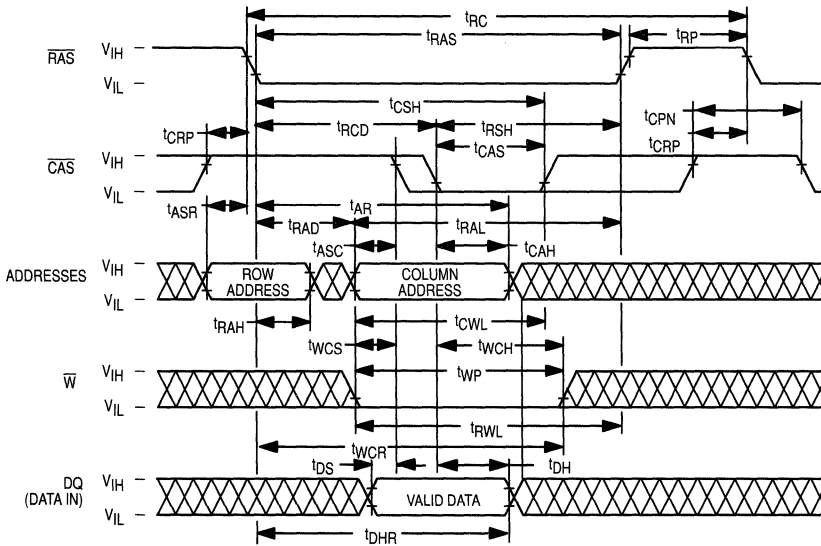 tRC
tRAS
tRP
RAS VIH
VIL
tCSH
tCPN
tCRP tRCD tRSH
tCAS tCRP
CAS VIH
VIL
tASR tAR
tRAD tRAL
tASC tCAH
ADDRESSES VIH
VIL
ROW ADDRESS
COLUMN ADDRESS
tRAH tCWL
tWCS tWCH
W VIH
VIL
tWP
tRWL
tWCR
tDS tDH
DQ (DATA IN) VIH
VIL
VALID DATA
tDHR